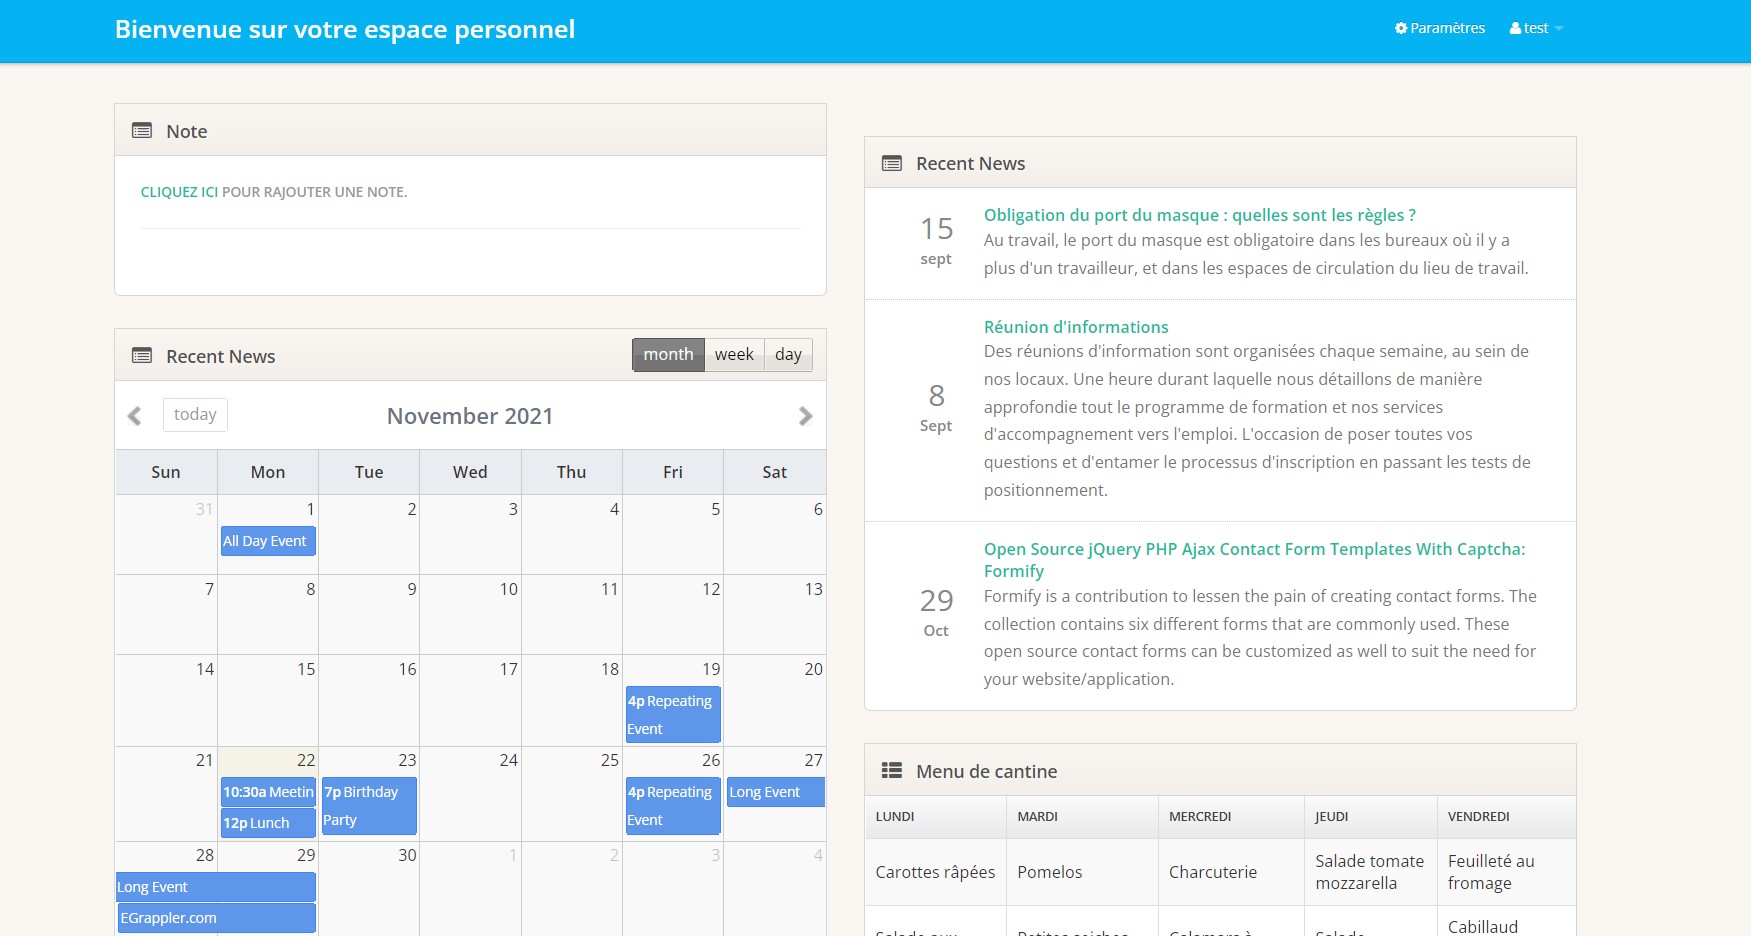 Bienvenue sur votre espace personnel
Paramètres
test
Note
CLIQUEZ ICI POUR RAJOUTER UNE NOTE.
Recent News
month week day
today
November 2021
Sun Mon Tue Wed Thu Fri Sat
31 1 2 3 4 5 6
All Day Event
7 8 9 10 11 12 13
14 15 16 17 18 19 20
4p Repeating
Event
21 22 23 24 25 26 27
10:30a Meetin 7p Birthday 4p Repeating Long Event
12p Lunch Party Event
28 29 30 1 2 3 4
Long Event
EGrappler.com
Recent News
15
sept
Obligation du port du masque : quelles sont les règles ?
Au travail, le port du masque est obligatoire dans les bureaux où il y a
plus d'un travailleur, et dans les espaces de circulation du lieu de travail.
8
Sept
Réunion d'informations
Des réunions d'information sont organisées chaque semaine, au sein de
nos locaux. Une heure durant laquelle nous détaillons de manière
approfondie tout le programme de formation et nos services
d'accompagnement vers l'emploi. L'occasion de poser toutes vos
questions et d'entamer le processus d'inscription en passant les tests de
positionnement.
29
Oct
Open Source jQuery PHP Ajax Contact Form Templates With Captcha:
Formify
Formify is a contribution to lessen the pain of creating contact forms. The
collection contains six different forms that are commonly used. These
open source contact forms can be customized as well to suit the need for
your website/application.
Menu de cantine
LUNDI MARDI MERCREDI JEUDI VENDREDI
Carottes râpées Pomelos Charcuterie Salade tomate Feuilleté au
mozzarella fromage
Cabillaud